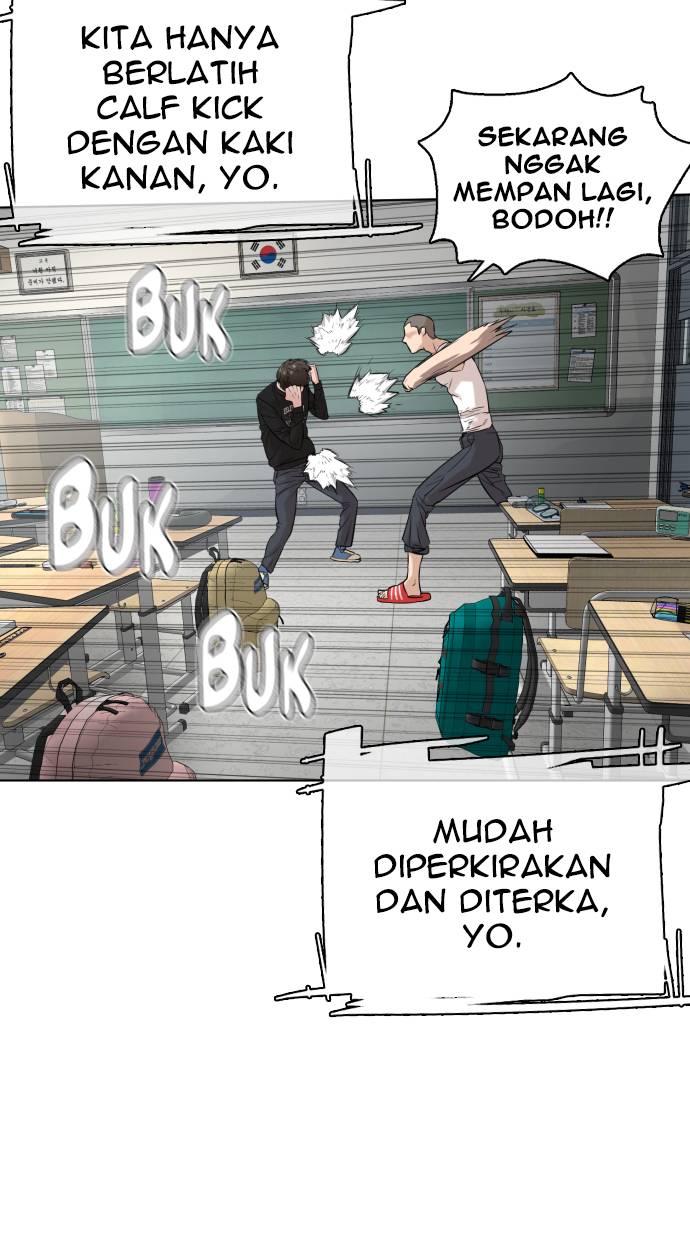 KITA HANYA
BERLATIH
CALF KICK
DENGAN KAKI
KANAN, YO.
SEKARANG
NGGAK
MEMPAN LAGI,
BODOH!!
BUK
BUK
BUK
MUDAH
DIPERKIRAKAN
DAN DITERKA,
YO.